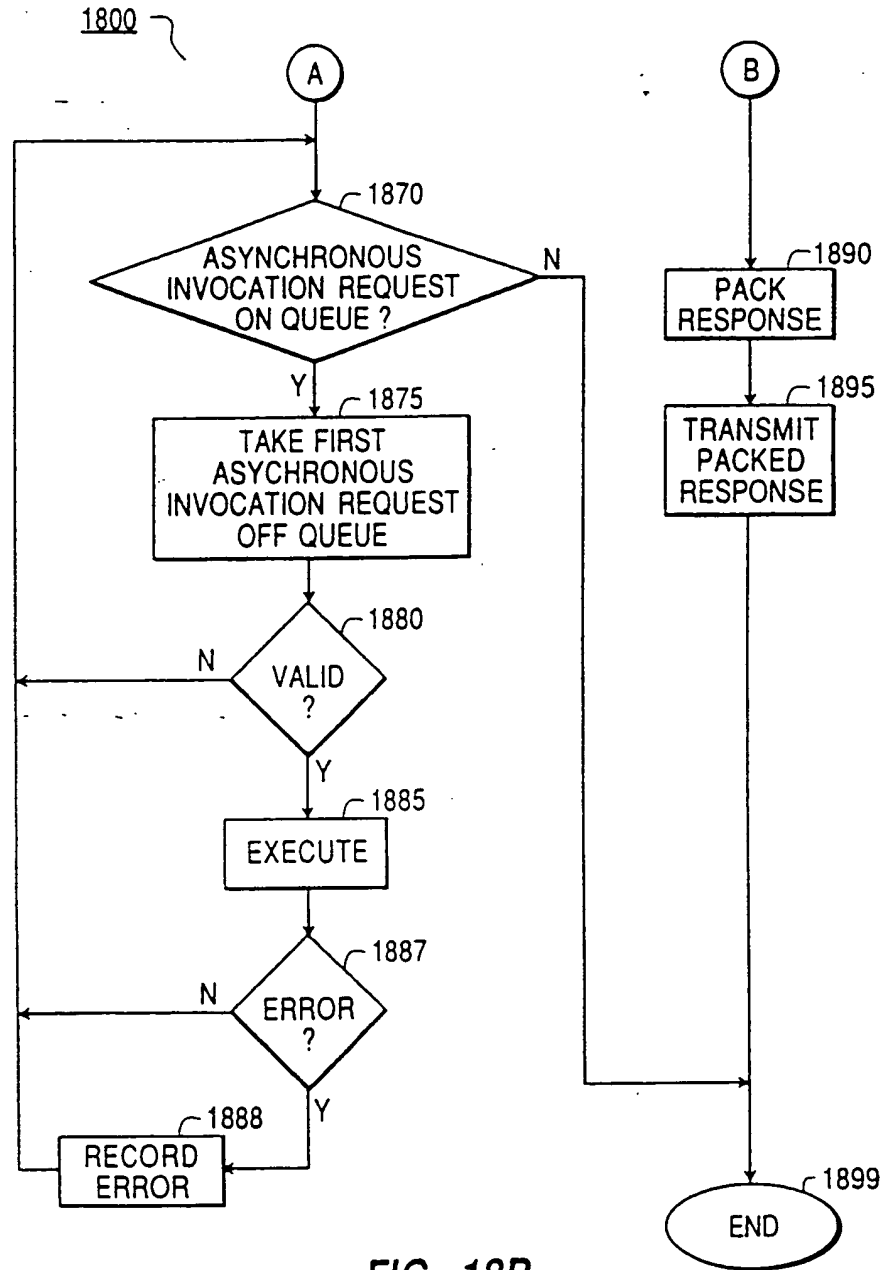 1800
A
B
1870
ASYNCHRONOUS
INVOCATION REQUEST
ON QUEUE ?
N
Y
1875
TAKE FIRST
ASYCHRONOUS
INVOCATION REQUEST
OFF QUEUE
1880
VALID
?
N
Y
1885
EXECUTE
1887
ERROR
?
N
Y
1888
RECORD
ERROR
1890
PACK
RESPONSE
1895
TRANSMIT
PACKED
RESPONSE
1899
END